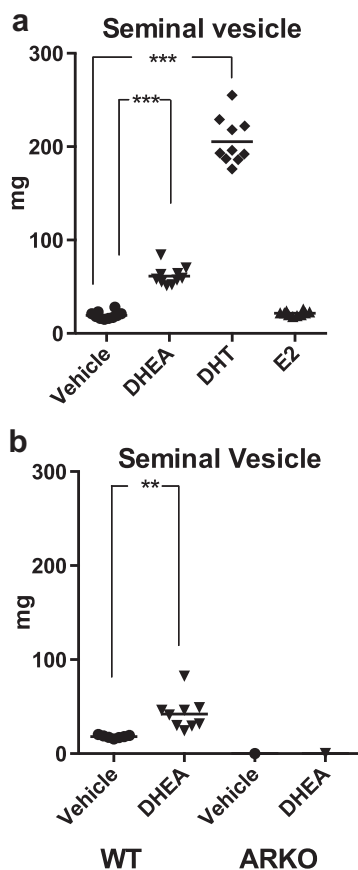 a
Seminal vesicle
mg
300
200
100
0
***
***
Vehicle
DHEA
DHT
E2
b
Seminal Vesicle
mg
300
200
100
0
**
Vehicle
DHEA
Vehicle
DHEA
WT
ARKO